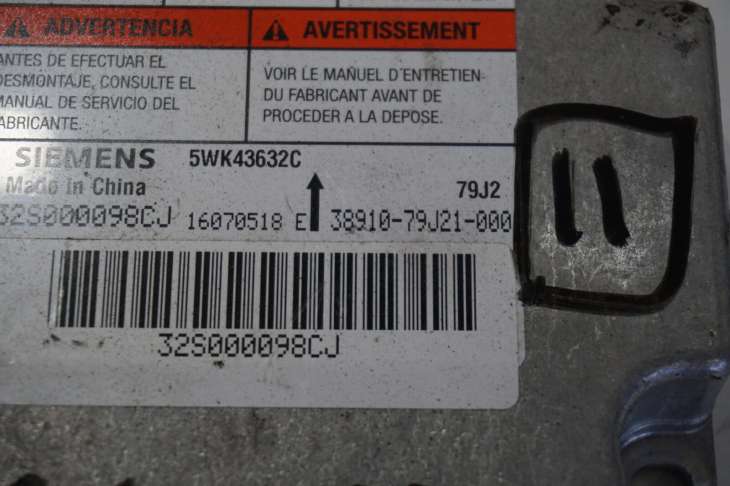 ADVERTENCIA
ANTES DE EFECTUAR EL
DESMONTAJE, CONSULTE EL
MANUAL DE SERVICIO DEL
FABRICANTE.
AVERTISSEMENT
VOIR LE MANUEL D'ENTRETIEN
DU FABRICANT AVANT DE
PROCEDER A LA DEPOSE.
SIEMENS 5WK43632C
Made in China 79J2
32S000098CJ 16070518 E 38910-79J21-000
32S000098CJ
11